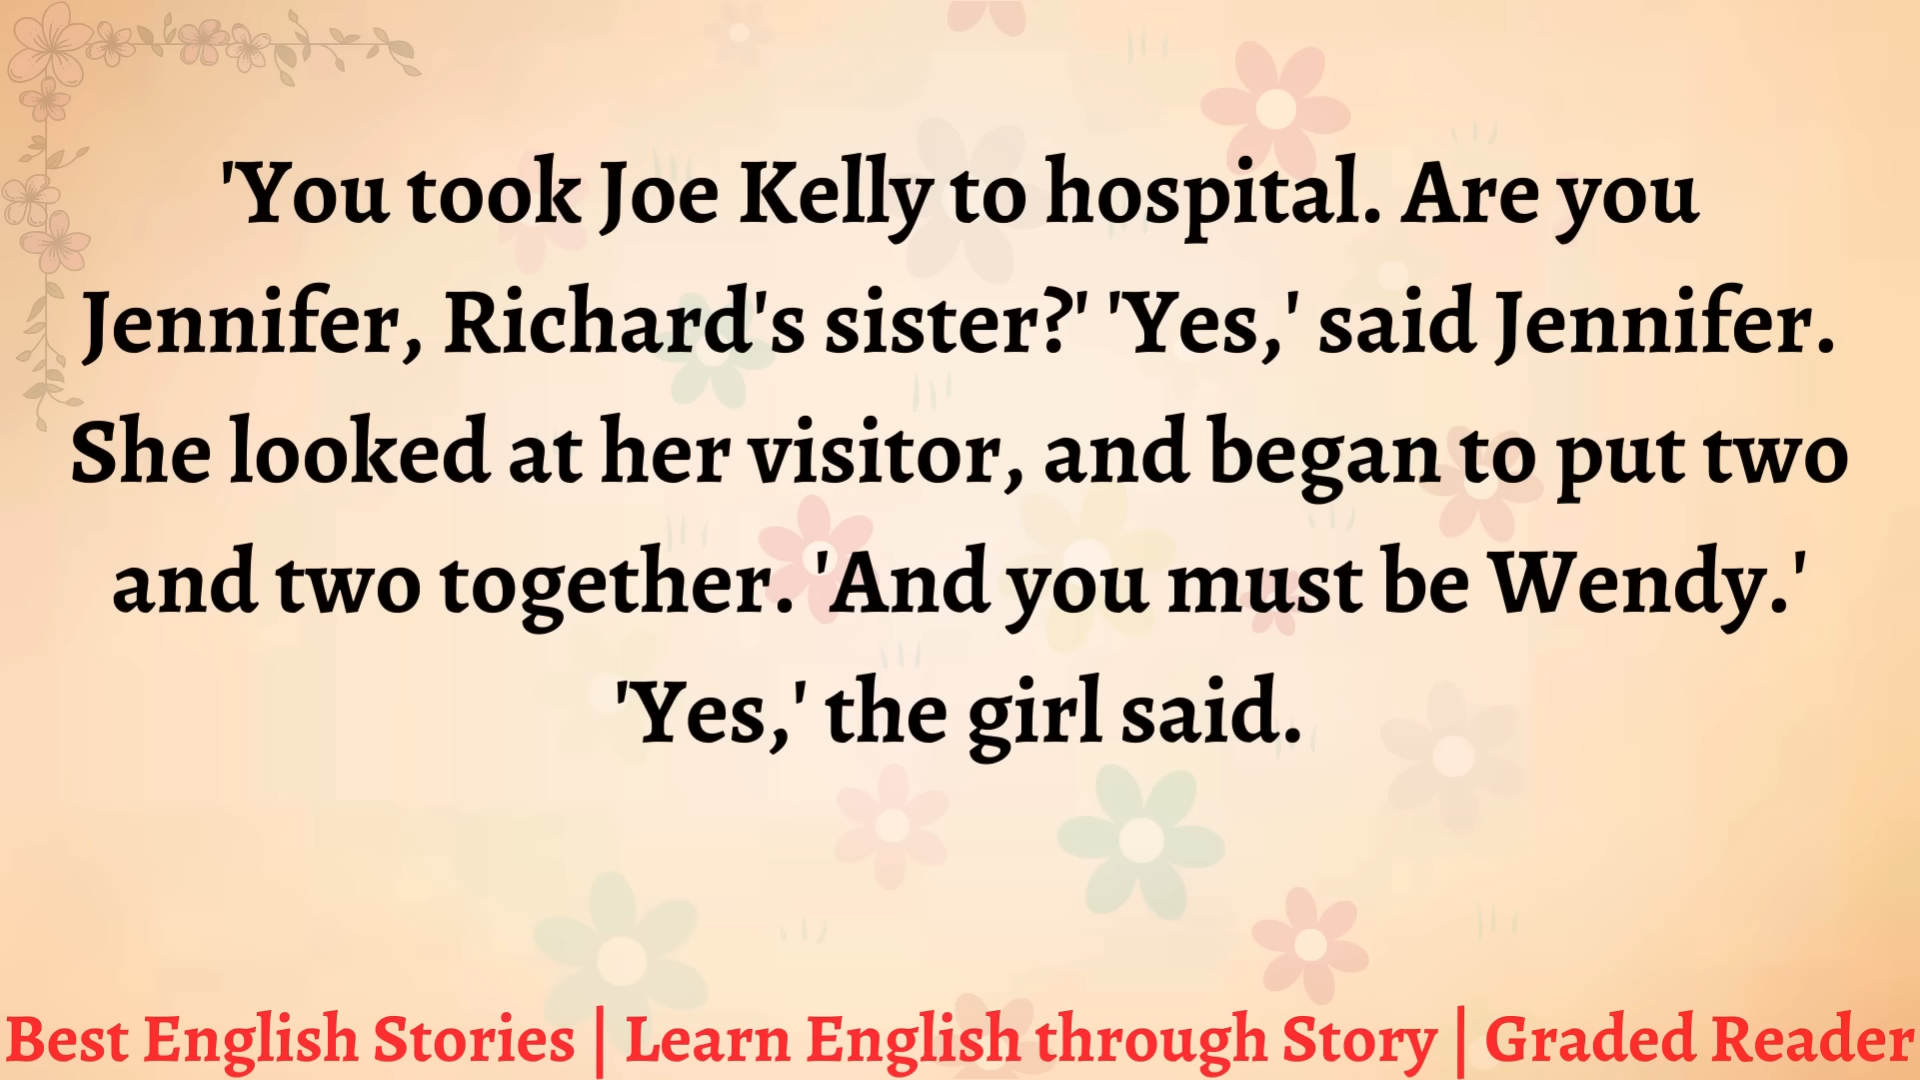 'You took Joe Kelly to hospital. Are you
Jennifer, Richard's sister?' 'Yes,' said Jennifer.
She looked at her visitor, and began to put two
and two together. 'And you must be Wendy.'
'Yes,' the girl said.
Best English Stories | Learn English through Story | Graded Reader